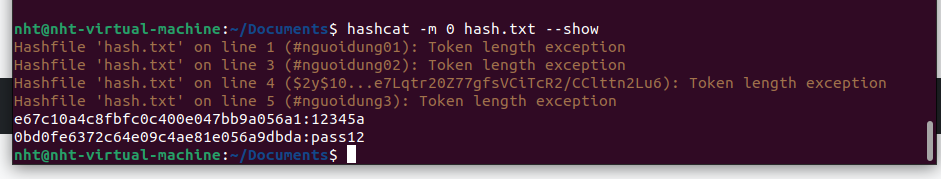 nht@nht-virtual-machine:~/Documents$ hashcat -m 0 hash.txt --show
Hashfile 'hash.txt' on line 1 (#nguoidung01): Token length exception
Hashfile 'hash.txt' on line 3 (#nguoidung02): Token length exception
Hashfile 'hash.txt' on line 4 ($2y$10...e7Lqtr20Z77gfsVCiTcR2/CClttn2Lu6): Token length exception
Hashfile 'hash.txt' on line 5 (#nguoidung3): Token length exception
e67c10a4c8fbfc0c400e047bb9a056a1:12345a
0bd0fe6372c64e09c4ae81e056a9dbda:pass12
nht@nht-virtual-machine:~/Documents$